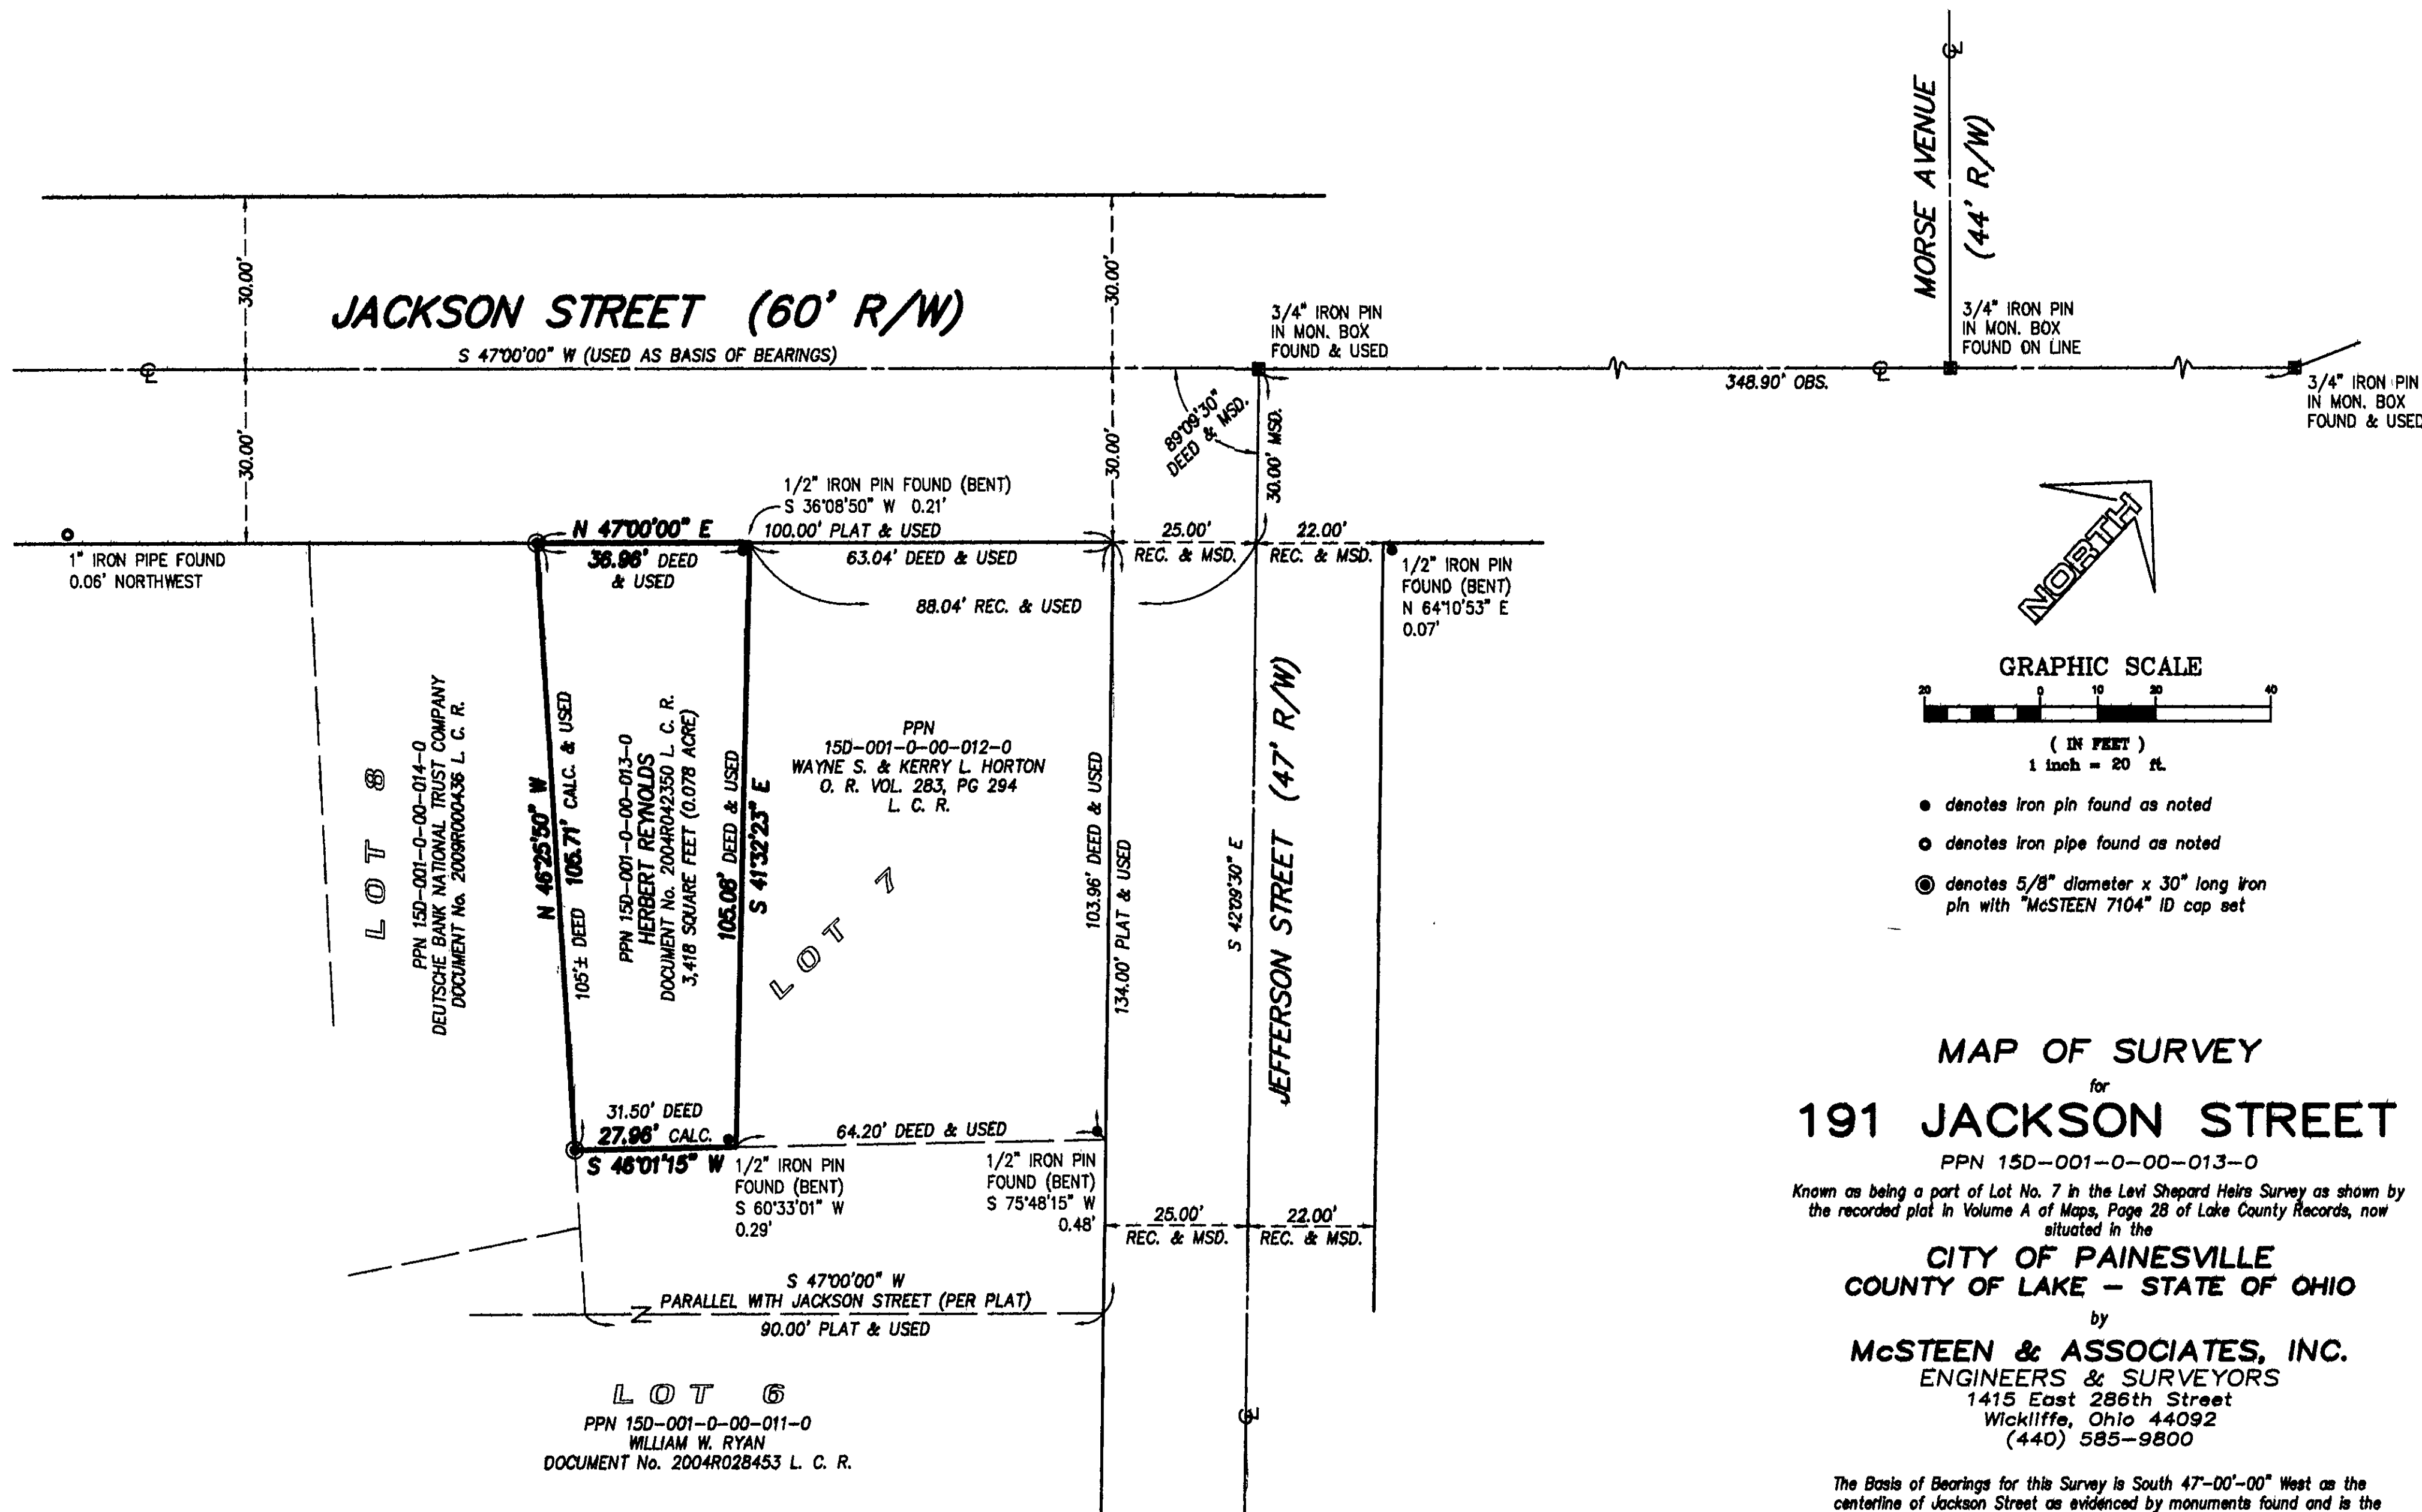 MORSE AVENUE
(44' R/W)
30.00'
30.00'
JACKSON STREET (60' R/W)
S 47°00'00" W (USED AS BASIS OF BEARINGS)
3/4" IRON PIN
IN MON. BOX
FOUND & USED
3/4" IRON PIN
IN MON. BOX
FOUND ON LINE
348.90' OBS.
3/4" IRON PIN
IN MON. BOX
FOUND & USED
89°09'30"
DEED & MSD.
30.00' MSD.
30.00'
30.00'
1/2" IRON PIN FOUND (BENT)
S 36°08'50" W 0.21'
1" IRON PIPE FOUND
0.06' NORTHWEST
N 47°00'00" E
36.96' DEED
& USED
100.00' PLAT & USED
63.04' DEED & USED
25.00'
REC. & MSD.
22.00'
REC. & MSD.
88.04' REC. & USED
1/2" IRON PIN
FOUND (BENT)
N 64°10'53" E
0.07'
NORTH
GRAPHIC SCALE
20 0 10 20 40
( IN FEET )
1 inch = 20 ft.
denotes iron pin found as noted
denotes iron pipe found as noted
denotes 5/8" diameter x 30" long iron
pin with "McSTEEN 7104" ID cap set
LOT 8
PPN 15D-001-0-00-014-0
DEUTSCHE BANK NATIONAL TRUST COMPANY
DOCUMENT No. 2009R000436 L. C. R.
N 46°25'50" W
105.71' CALC. & USED
105'± DEED
PPN 15D-001-0-00-013-0
HERBERT REYNOLDS
DOCUMENT No. 2004R042350 L. C. R.
3,418 SQUARE FEET (0.078 ACRE)
105.08' DEED & USED
S 41°32'23" E
PPN
15D-001-0-00-012-0
WAYNE S. & KERRY L. HORTON
O. R. VOL. 283, PG 294
L. C. R.
LOT 7
103.96' DEED & USED
134.00' PLAT & USED
S 42°09'30" E
JEFFERSON STREET (47' R/W)
31.50' DEED
27.96' CALC.
S 46°01'15" W
64.20' DEED & USED
1/2" IRON PIN
FOUND (BENT)
S 60°33'01" W
0.29'
1/2" IRON PIN
FOUND (BENT)
S 75°48'15" W
0.48'
25.00'
REC. & MSD.
22.00'
REC. & MSD.
S 47°00'00" W
PARALLEL WITH JACKSON STREET (PER PLAT)
90.00' PLAT & USED
LOT 6
PPN 15D-001-0-00-011-0
WILLIAM W. RYAN
DOCUMENT No. 2004R028453 L. C. R.
MAP OF SURVEY
for
191 JACKSON STREET
PPN 15D-001-0-00-013-0
Known as being a part of Lot No. 7 in the Levi Shepard Heirs Survey as shown by
the recorded plat in Volume A of Maps, Page 28 of Lake County Records, now
situated in the
CITY OF PAINESVILLE
COUNTY OF LAKE - STATE OF OHIO
by
McSTEEN & ASSOCIATES, INC.
ENGINEERS & SURVEYORS
1415 East 286th Street
Wickliffe, Ohio 44092
(440) 585-9800
The Basis of Bearings for this Survey is South 47°-00'-00" West as the
centerline of Jackson Street as evidenced by monuments found and is the